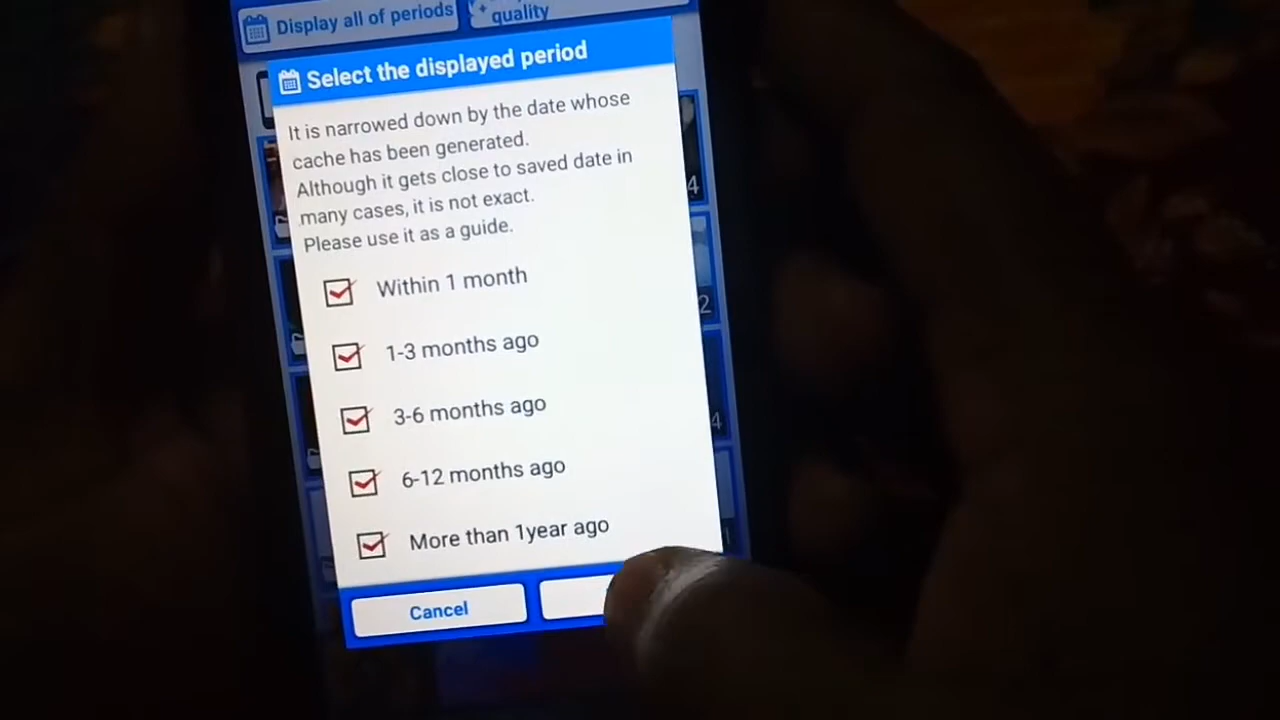 Display all of periods
quality
Select the displayed period
It is narrowed down by the date whose
cache has been generated.
Although it gets close to saved date in
many cases, it is not exact.
Please use it as a guide.
Within 1 month
1-3 months ago
3-6 months ago
6-12 months ago
More than 1year ago
Cancel
4
2
4